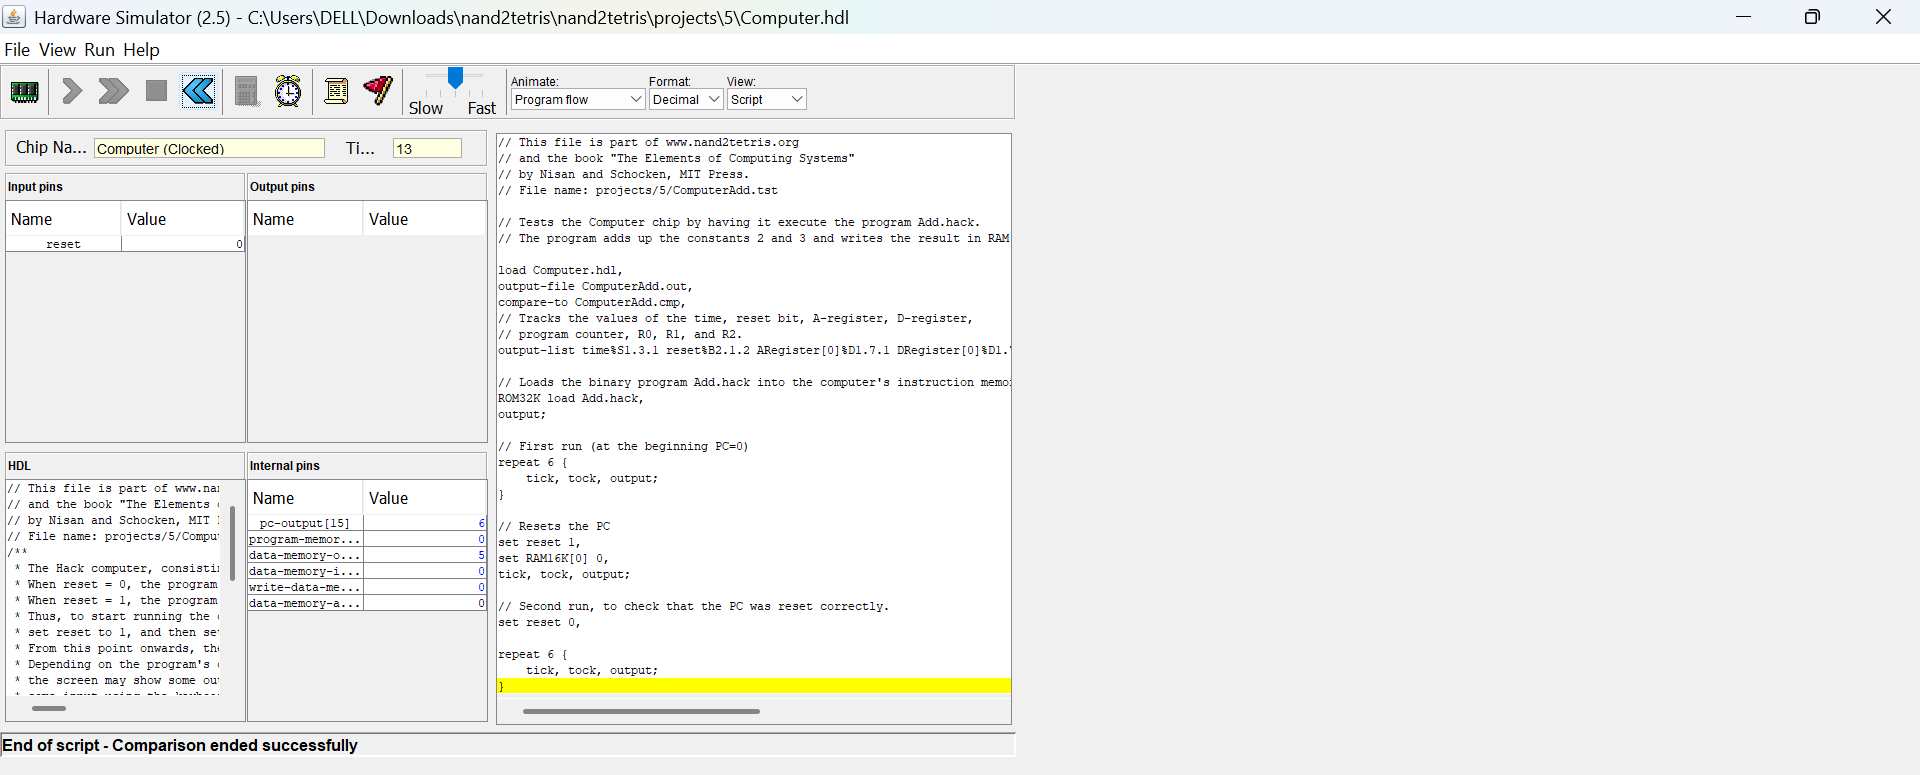 Hardware Simulator (2.5) - C:\Users\DELL\Downloads\nand2tetris\nand2tetris\projects\5\Computer.hdl
File View Run Help
Slow Fast
Animate: Format: View:
Program flow Decimal Script
Chip Na... Computer (Clocked) Ti... 13
Input pins
Name Value
reset 0
Output pins
Name Value
HDL
// This file is part of www.na
// and the book "The Elements
// by Nisan and Schocken, MIT
// File name: projects/5/Compu
/**
* The Hack computer, consisti
* When reset = 0, the program
* When reset = 1, the program
* Thus, to start running the
* set reset to 1, and then se
* From this point onwards, th
* Depending on the program's
* the screen may show some ou
Internal pins
Name Value
pc-output[15] 6
program-memor... 0
data-memory-o... 5
data-memory-i... 0
write-data-me... 0
data-memory-a... 0
// This file is part of www.nand2tetris.org
// and the book "The Elements of Computing Systems"
// by Nisan and Schocken, MIT Press.
// File name: projects/5/ComputerAdd.tst
// Tests the Computer chip by having it execute the program Add.hack.
// The program adds up the constants 2 and 3 and writes the result in RAM
load Computer.hdl,
output-file ComputerAdd.out,
compare-to ComputerAdd.cmp,
// Tracks the values of the time, reset bit, A-register, D-register,
// program counter, R0, R1, and R2.
output-list time%S1.3.1 reset%B2.1.2 ARegister[0]%D1.7.1 DRegister[0]%D1.
// Loads the binary program Add.hack into the computer's instruction memo
ROM32K load Add.hack,
output;
// First run (at the beginning PC=0)
repeat 6 {
tick, tock, output;
}
// Resets the PC
set reset 1,
set RAM16K[0] 0,
tick, tock, output;
// Second run, to check that the PC was reset correctly.
set reset 0,
repeat 6 {
tick, tock, output;
}
End of script - Comparison ended successfully